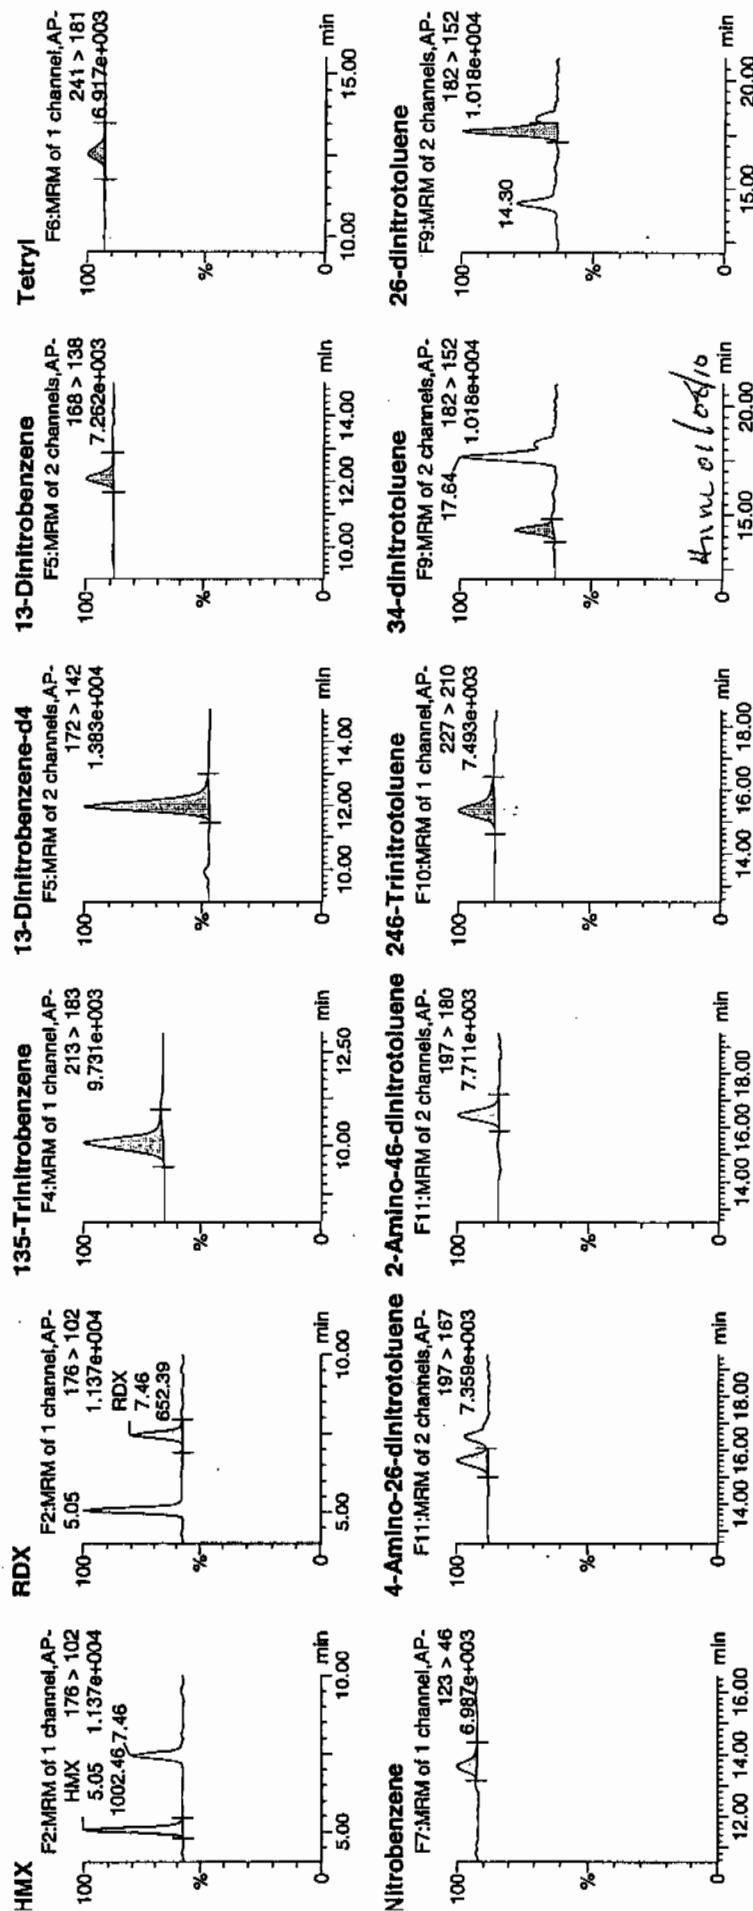 HMX
F2:MRM of 1 channel,AP-
HMX 176 > 102
5.05 1.137e+004
1002.46 7.46
100
%
0
5.00 10.00 min
RDX
F2:MRM of 1 channel,AP-
5.05 176 > 102
1.137e+004
RDX
7.46
652.39
100
%
0
5.00 10.00 min
135-Trinitrobenzene
F4:MRM of 1 channel,AP-
213 > 183
9.731e+003
100
%
0
10.00 12.50 min
13-Dinitrobenzene-d4
F5:MRM of 2 channels,AP-
172 > 142
1.383e+004
100
%
0
10.00 12.00 14.00 min
13-Dinitrobenzene
F5:MRM of 2 channels,AP-
168 > 138
7.262e+003
100
%
0
10.00 12.00 14.00 min
Tetryl
F6:MRM of 1 channel,AP-
241 > 181
6.917e+003
100
%
0
10.00 15.00 min
Nitrobenzene
F7:MRM of 1 channel,AP-
123 > 46
6.987e+003
100
%
0
12.00 14.00 16.00 min
4-Amino-26-dinitrotoluene
F11:MRM of 2 channels,AP-
197 > 167
7.359e+003
100
%
0
14.00 16.00 18.00 min
2-Amino-46-dinitrotoluene
F11:MRM of 2 channels,AP-
197 > 180
7.711e+003
100
%
0
14.00 16.00 18.00 min
246-Trinitrotoluene
F10:MRM of 1 channel,AP-
227 > 210
7.493e+003
100
%
0
14.00 16.00 18.00 min
34-dinitrotoluene
F9:MRM of 2 channels,AP-
17.64 182 > 152
1.018e+004
100
%
0
15.00 20.00 min
26-dinitrotoluene
F9:MRM of 2 channels,AP-
182 > 152
1.018e+004
14.30
100
%
0
15.00 20.00 min